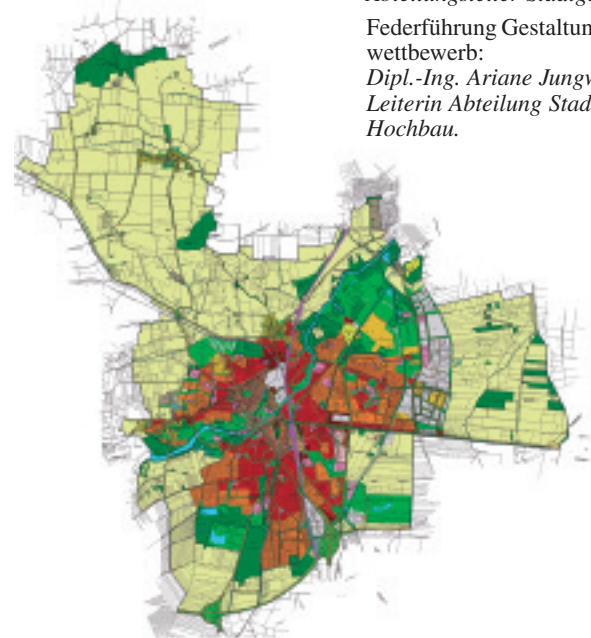 Federführung Gestaltun
wettbewerb:
Dipl.-Ing. Ariane Jungw
Leiterin Abteilung Stad
Hochbau.